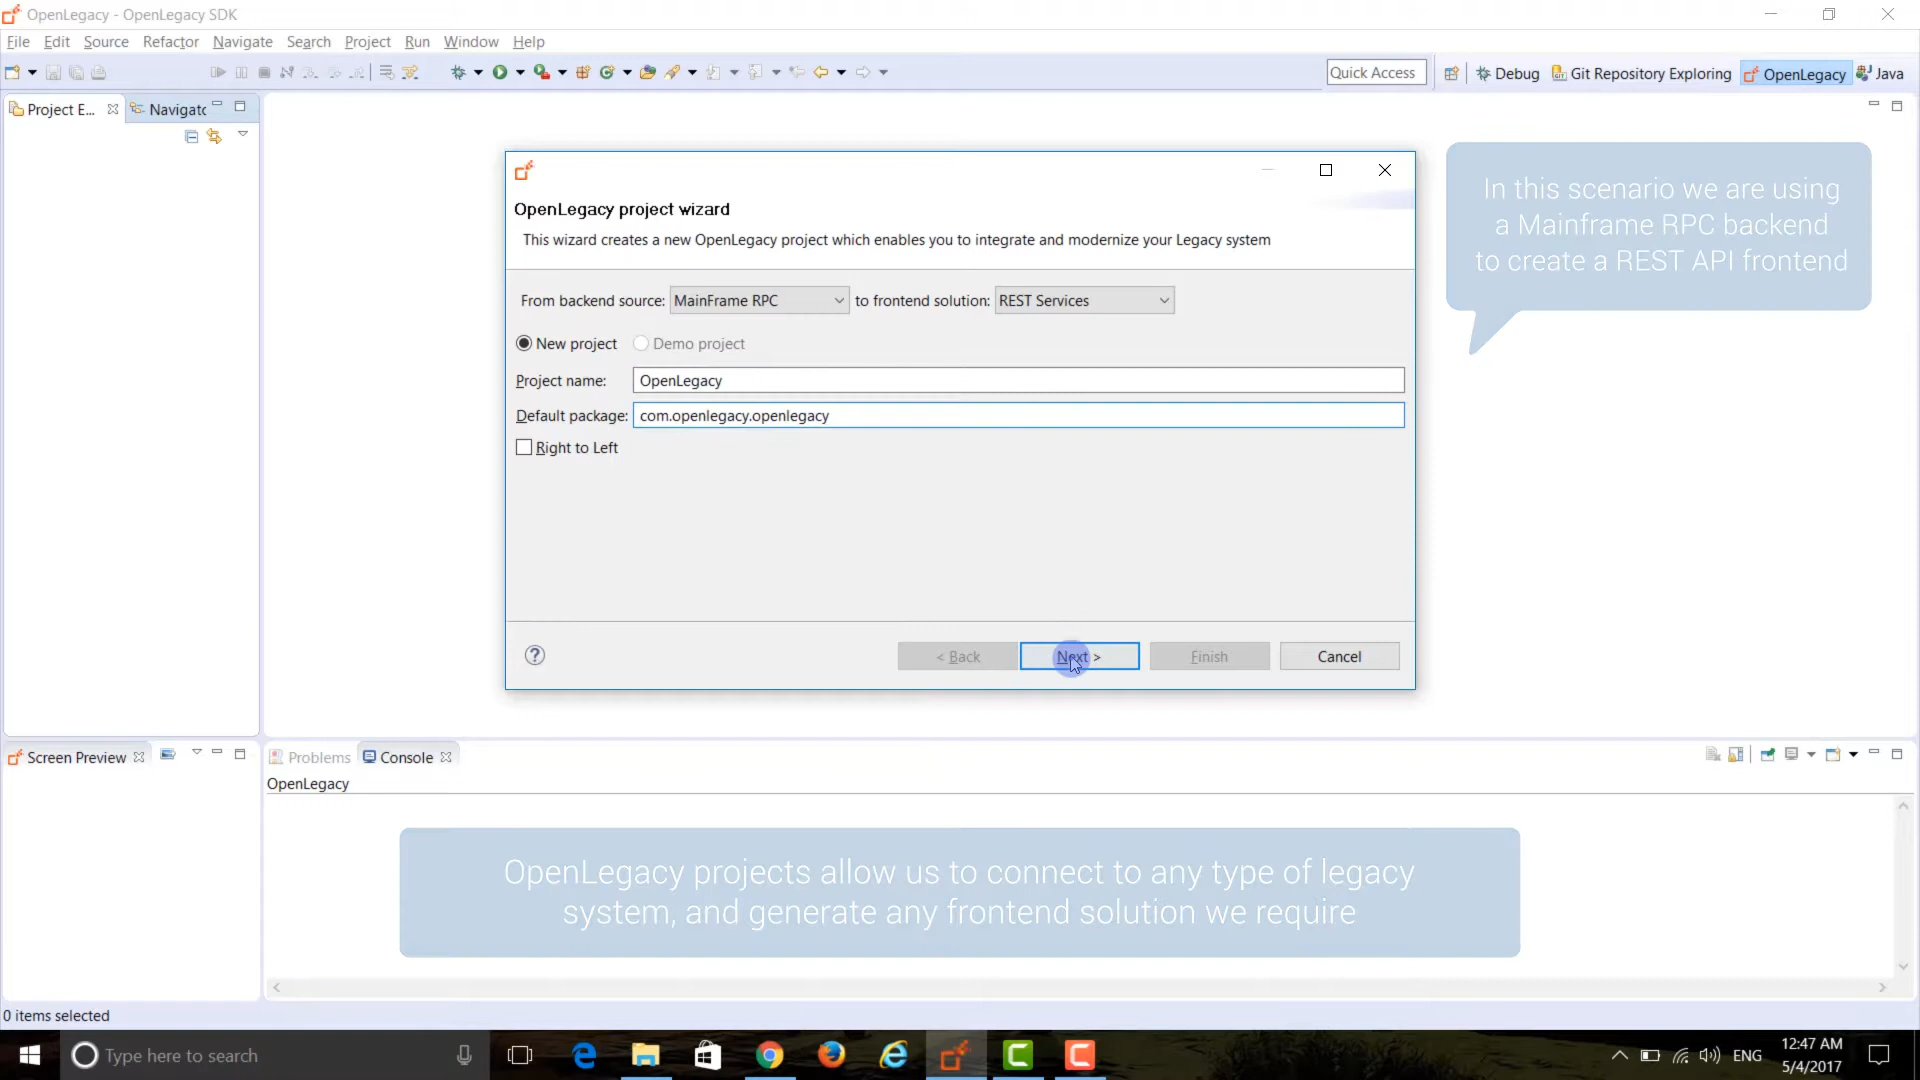 OpenLegacy - OpenLegacy SDK
File Edit Source Refactor Navigate Search Project Run Window Help
Quick Access Debug Git Repository Exploring OpenLegacy Java
Project E... Navigatc
In this scenario we are using
a Mainframe RPC backend
to create a REST API frontend
OpenLegacy project wizard
This wizard creates a new OpenLegacy project which enables you to integrate and modernize your Legacy system
From backend source: MainFrame RPC to frontend solution: REST Services
New project Demo project
Project name: OpenLegacy
Default package: com.openlegacy.openlegacy
Right to Left
< Back Next > Finish Cancel
Screen Preview Problems Console
OpenLegacy
OpenLegacy projects allow us to connect to any type of legacy
system, and generate any frontend solution we require
0 items selected
Type here to search ENG 12:47 AM
5/4/2017